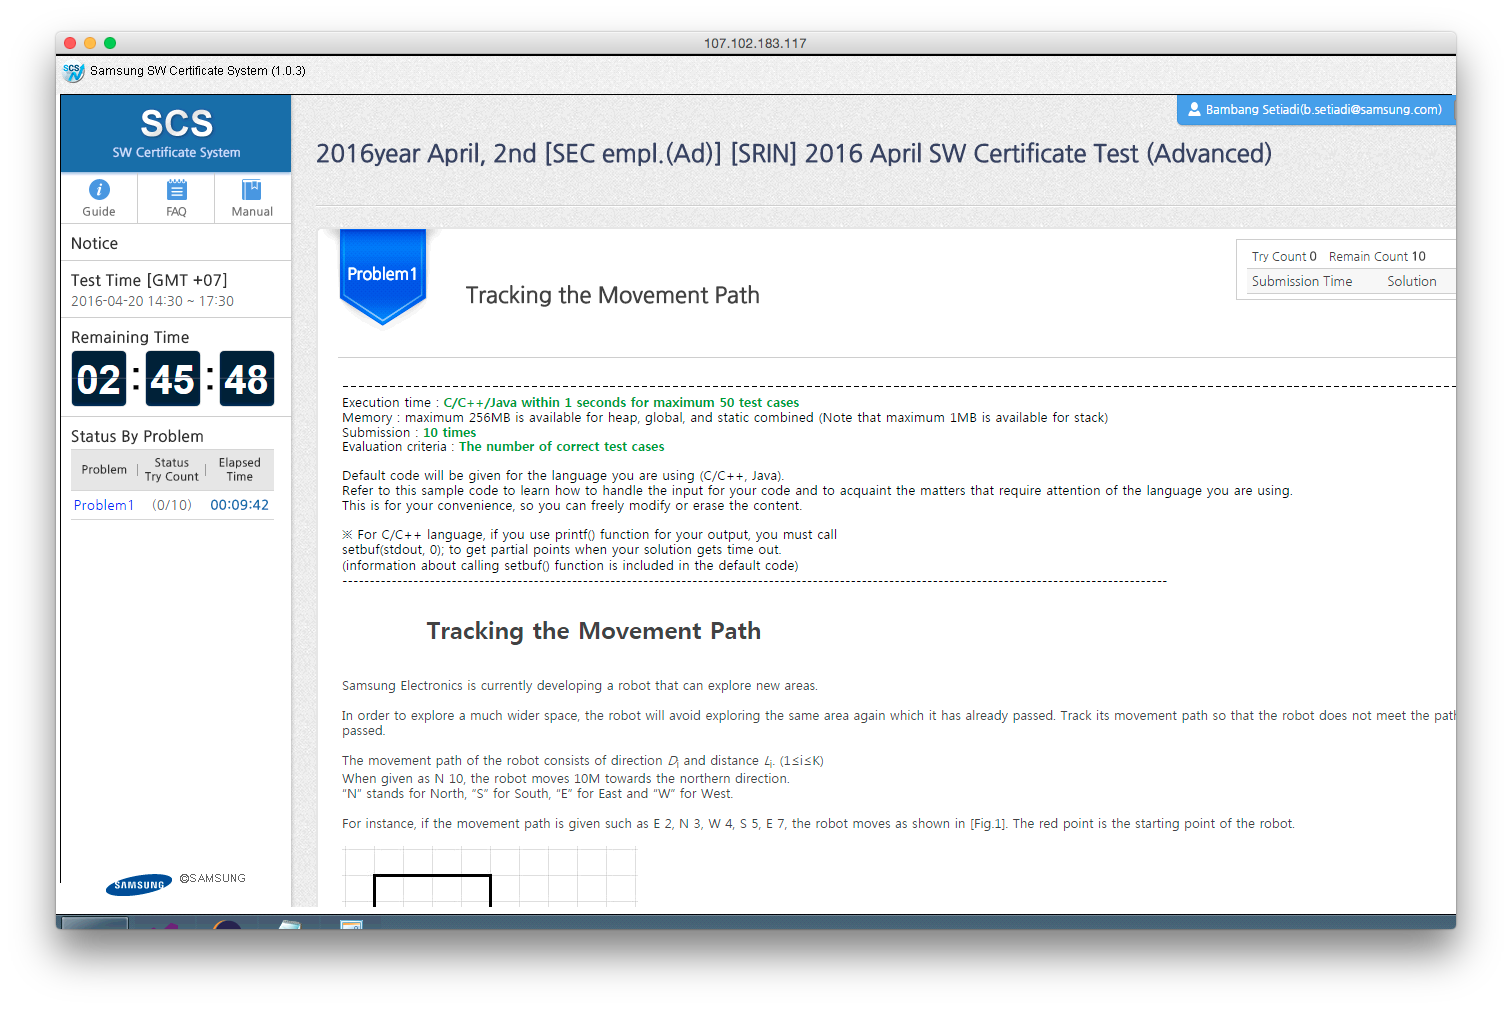 107.102.183.117
Samsung SW Certificate System (1.0.3)
SCS
SW Certificate System
Guide FAQ Manual
Notice
Test Time [GMT +07]
2016-04-20 14:30 ~ 17:30
Remaining Time
02:45:48
Status By Problem
Problem | Status Try Count | Elapsed Time
Problem1 (0/10) 00:09:42
SAMSUNG ©SAMSUNG
Bambang Setiadi(b.setiadi@samsung.com)
2016year April, 2nd [SEC empl.(Ad)] [SRIN] 2016 April SW Certificate Test (Advanced)
Problem1
Tracking the Movement Path
Try Count 0 Remain Count 10
Submission Time Solution
Execution time : C/C++/Java within 1 seconds for maximum 50 test cases
Memory : maximum 256MB is available for heap, global, and static combined (Note that maximum 1MB is available for stack)
Submission : 10 times
Evaluation criteria : The number of correct test cases
Default code will be given for the language you are using (C/C++, Java).
Refer to this sample code to learn how to handle the input for your code and to acquaint the matters that require attention of the language you are using.
This is for your convenience, so you can freely modify or erase the content.
※ For C/C++ language, if you use printf() function for your output, you must call
setbuf(stdout, 0); to get partial points when your solution gets time out.
(information about calling setbuf() function is included in the default code)
Tracking the Movement Path
Samsung Electronics is currently developing a robot that can explore new areas.
In order to explore a much wider space, the robot will avoid exploring the same area again which it has already passed. Track its movement path so that the robot does not meet the path
passed.
The movement path of the robot consists of direction Di and distance Li. (1≤i≤K)
When given as N 10, the robot moves 10M towards the northern direction.
“N” stands for North, “S” for South, “E” for East and “W” for West.
For instance, if the movement path is given such as E 2, N 3, W 4, S 5, E 7, the robot moves as shown in [Fig.1]. The red point is the starting point of the robot.